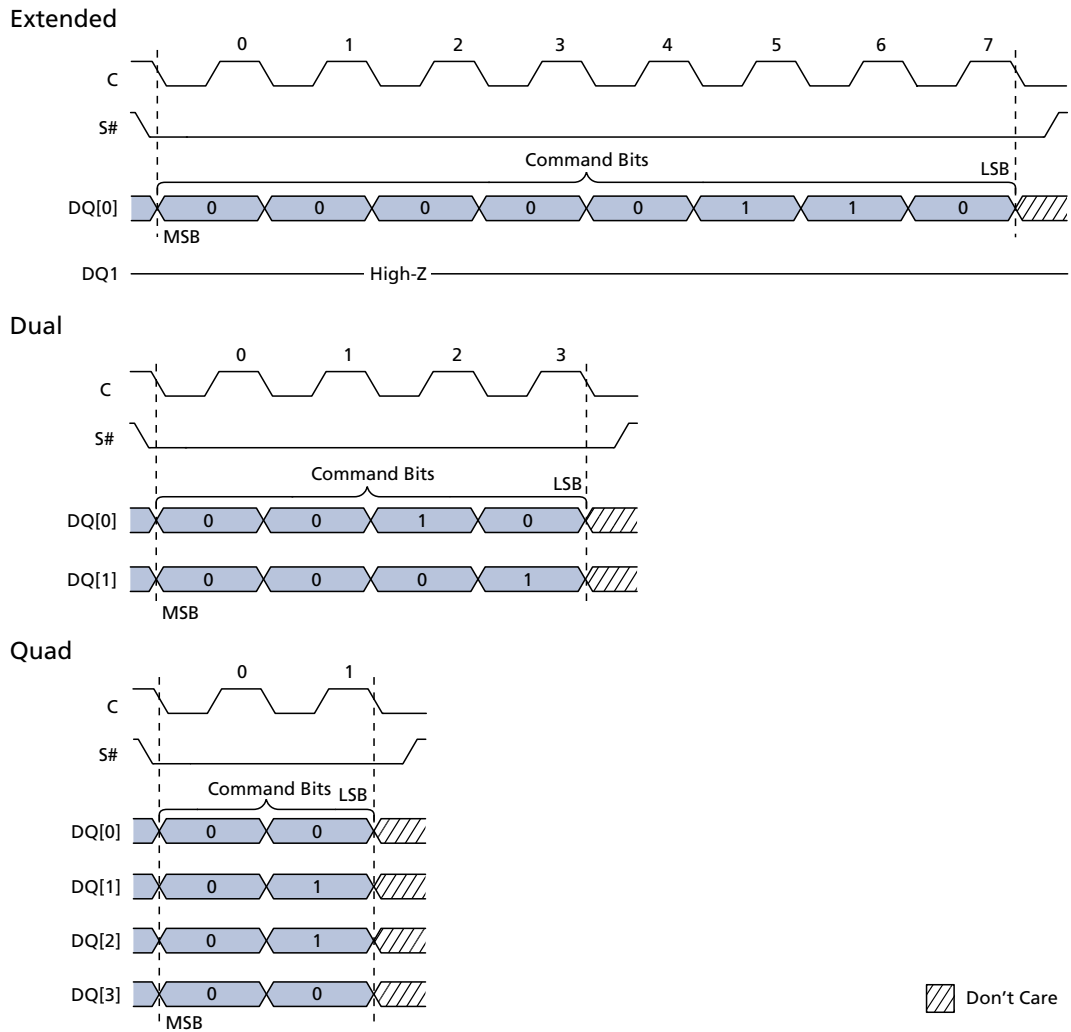 Extended
0 1 2 3 4 5 6 7
C
S#
Command Bits
LSB
DQ[0] 0 0 0 0 0 1 1 0
MSB
DQ1 High-Z
Dual
0 1 2 3
C
S#
Command Bits
LSB
DQ[0] 0 0 1 0
DQ[1] 0 0 0 1
MSB
Quad
0 1
C
S#
Command Bits LSB
DQ[0] 0 0
DQ[1] 0 1
DQ[2] 0 1
DQ[3] 0 0
MSB
Don't Care